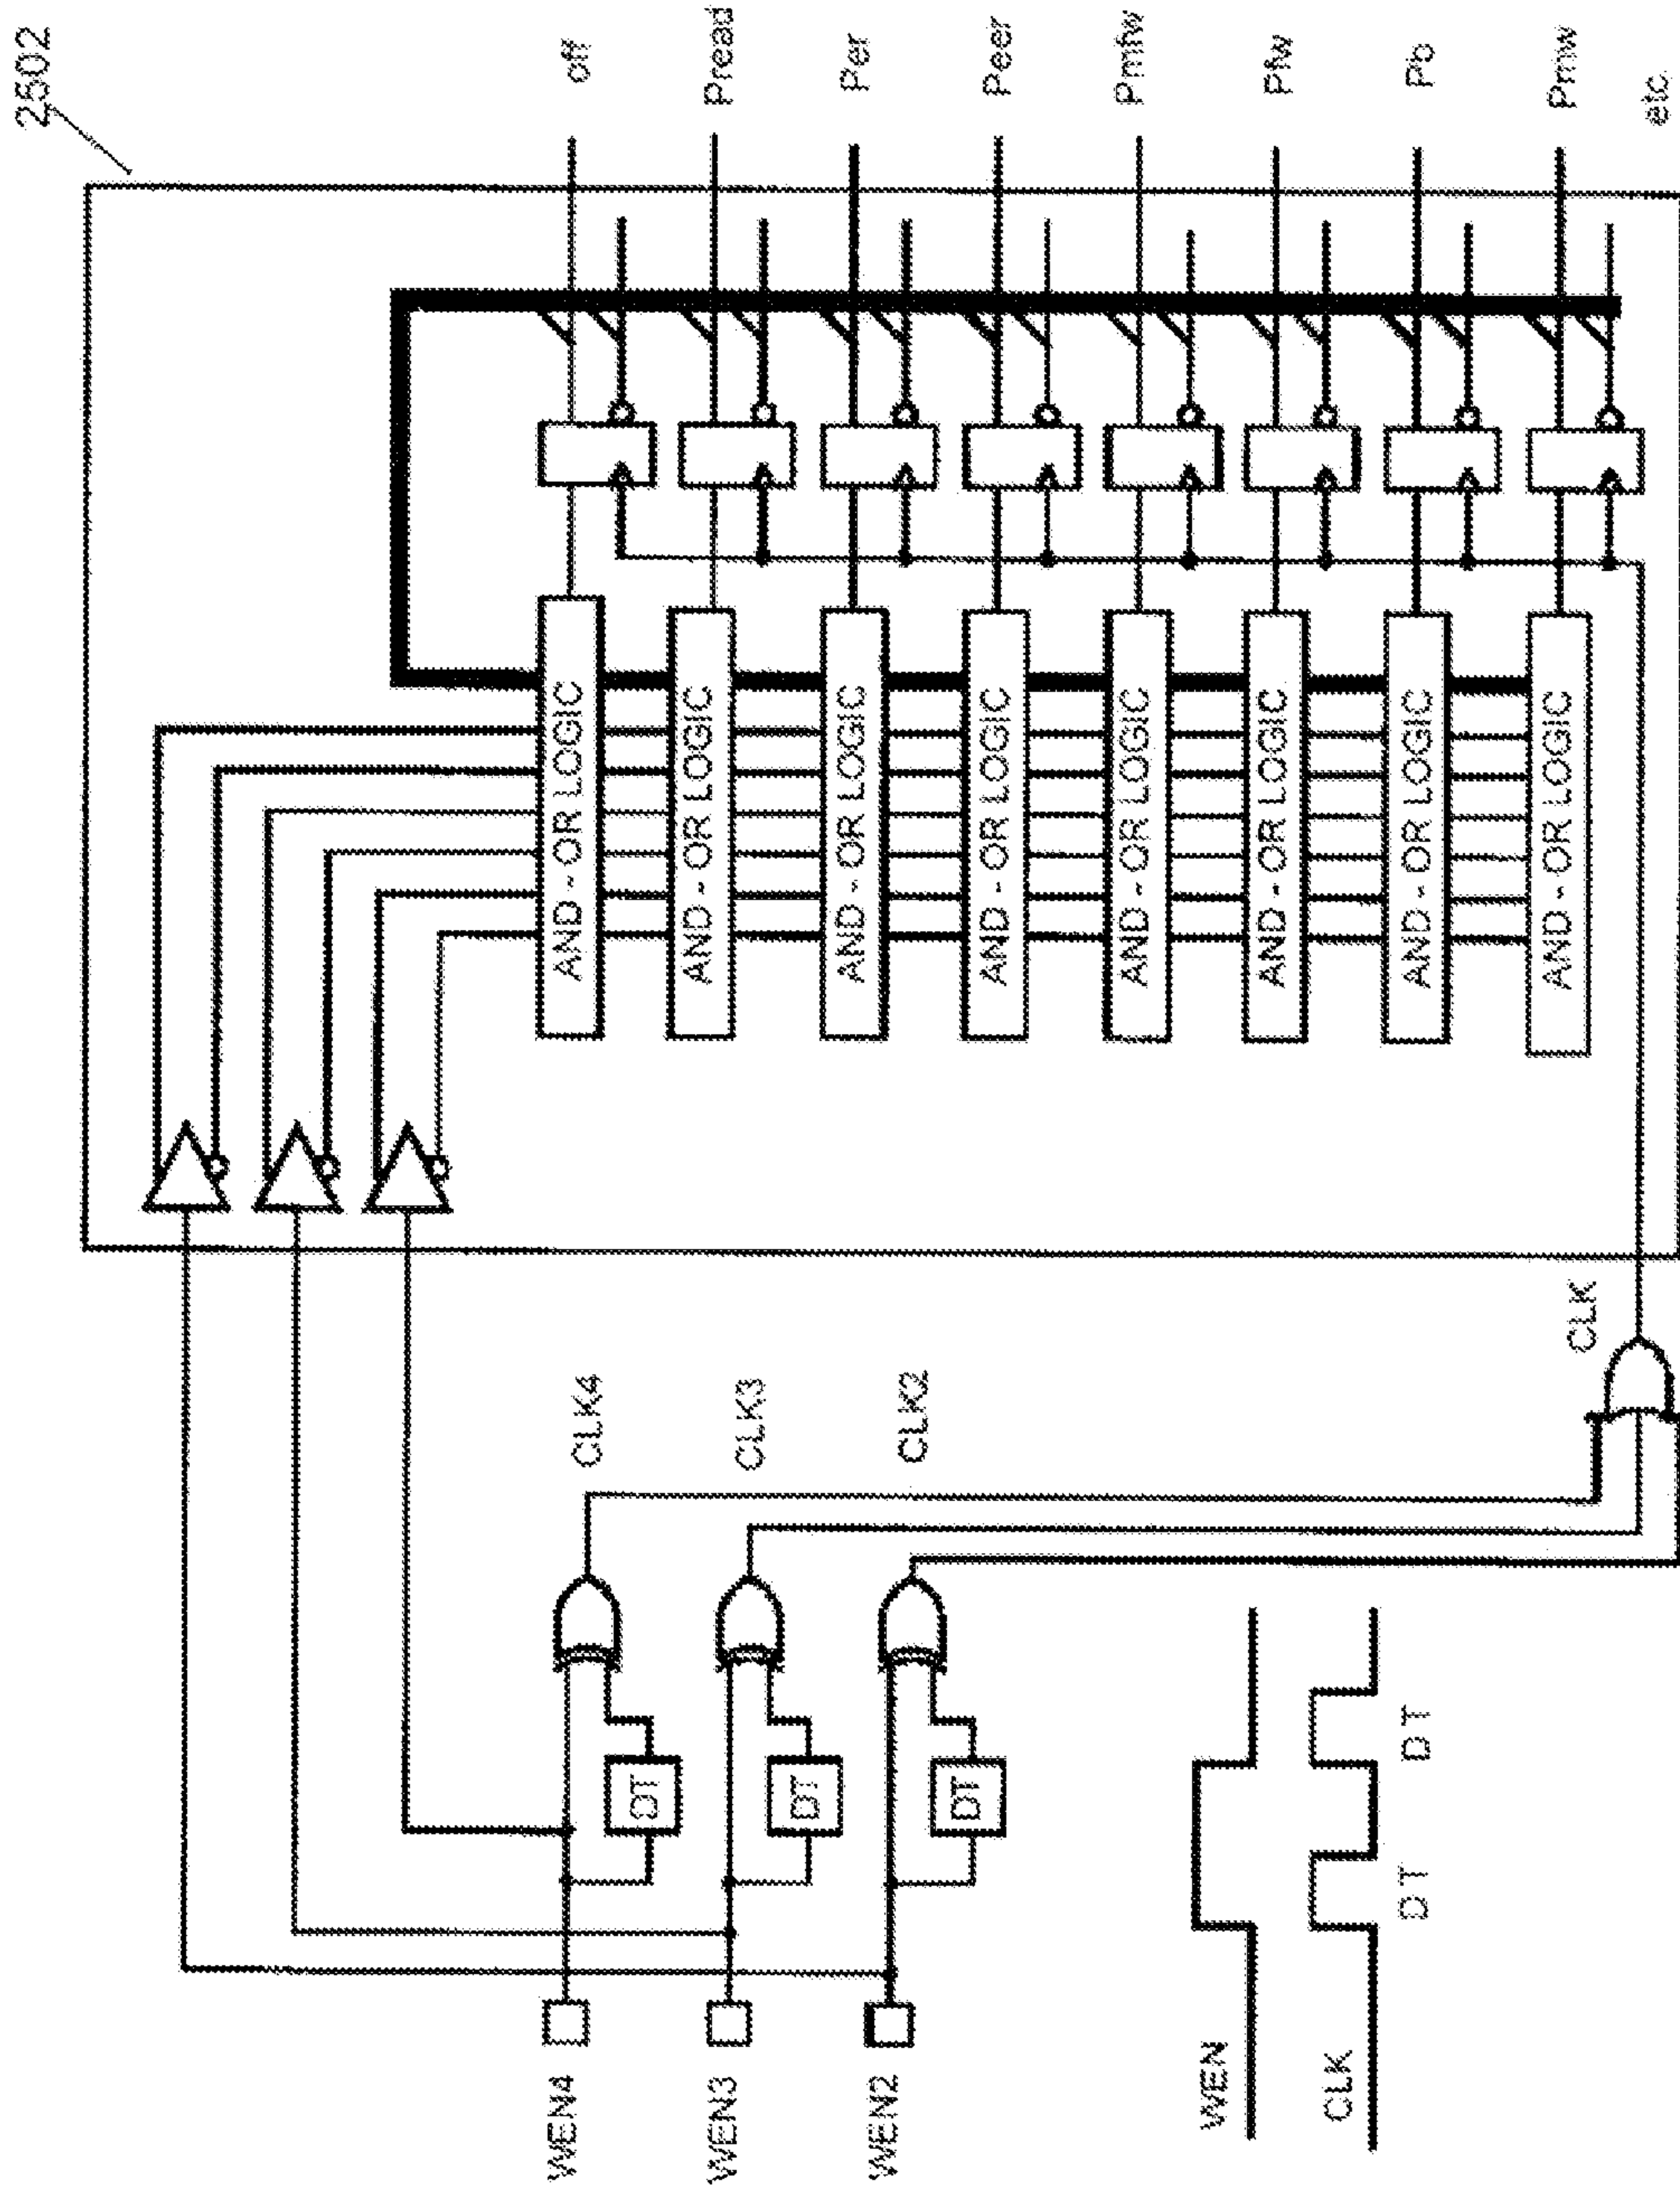 2502
off
Pread
Per
Peer
Pmfw
Pfw
Pb
Pmw
etc.
AND - OR LOGIC
AND - OR LOGIC
AND - OR LOGIC
AND - OR LOGIC
AND - OR LOGIC
AND - OR LOGIC
AND - OR LOGIC
AND - OR LOGIC
CLK4
CLK3
CLK2
CLK
DT
DT
DT
WEN4
WEN3
WEN2
WEN
CLK
DT
DT